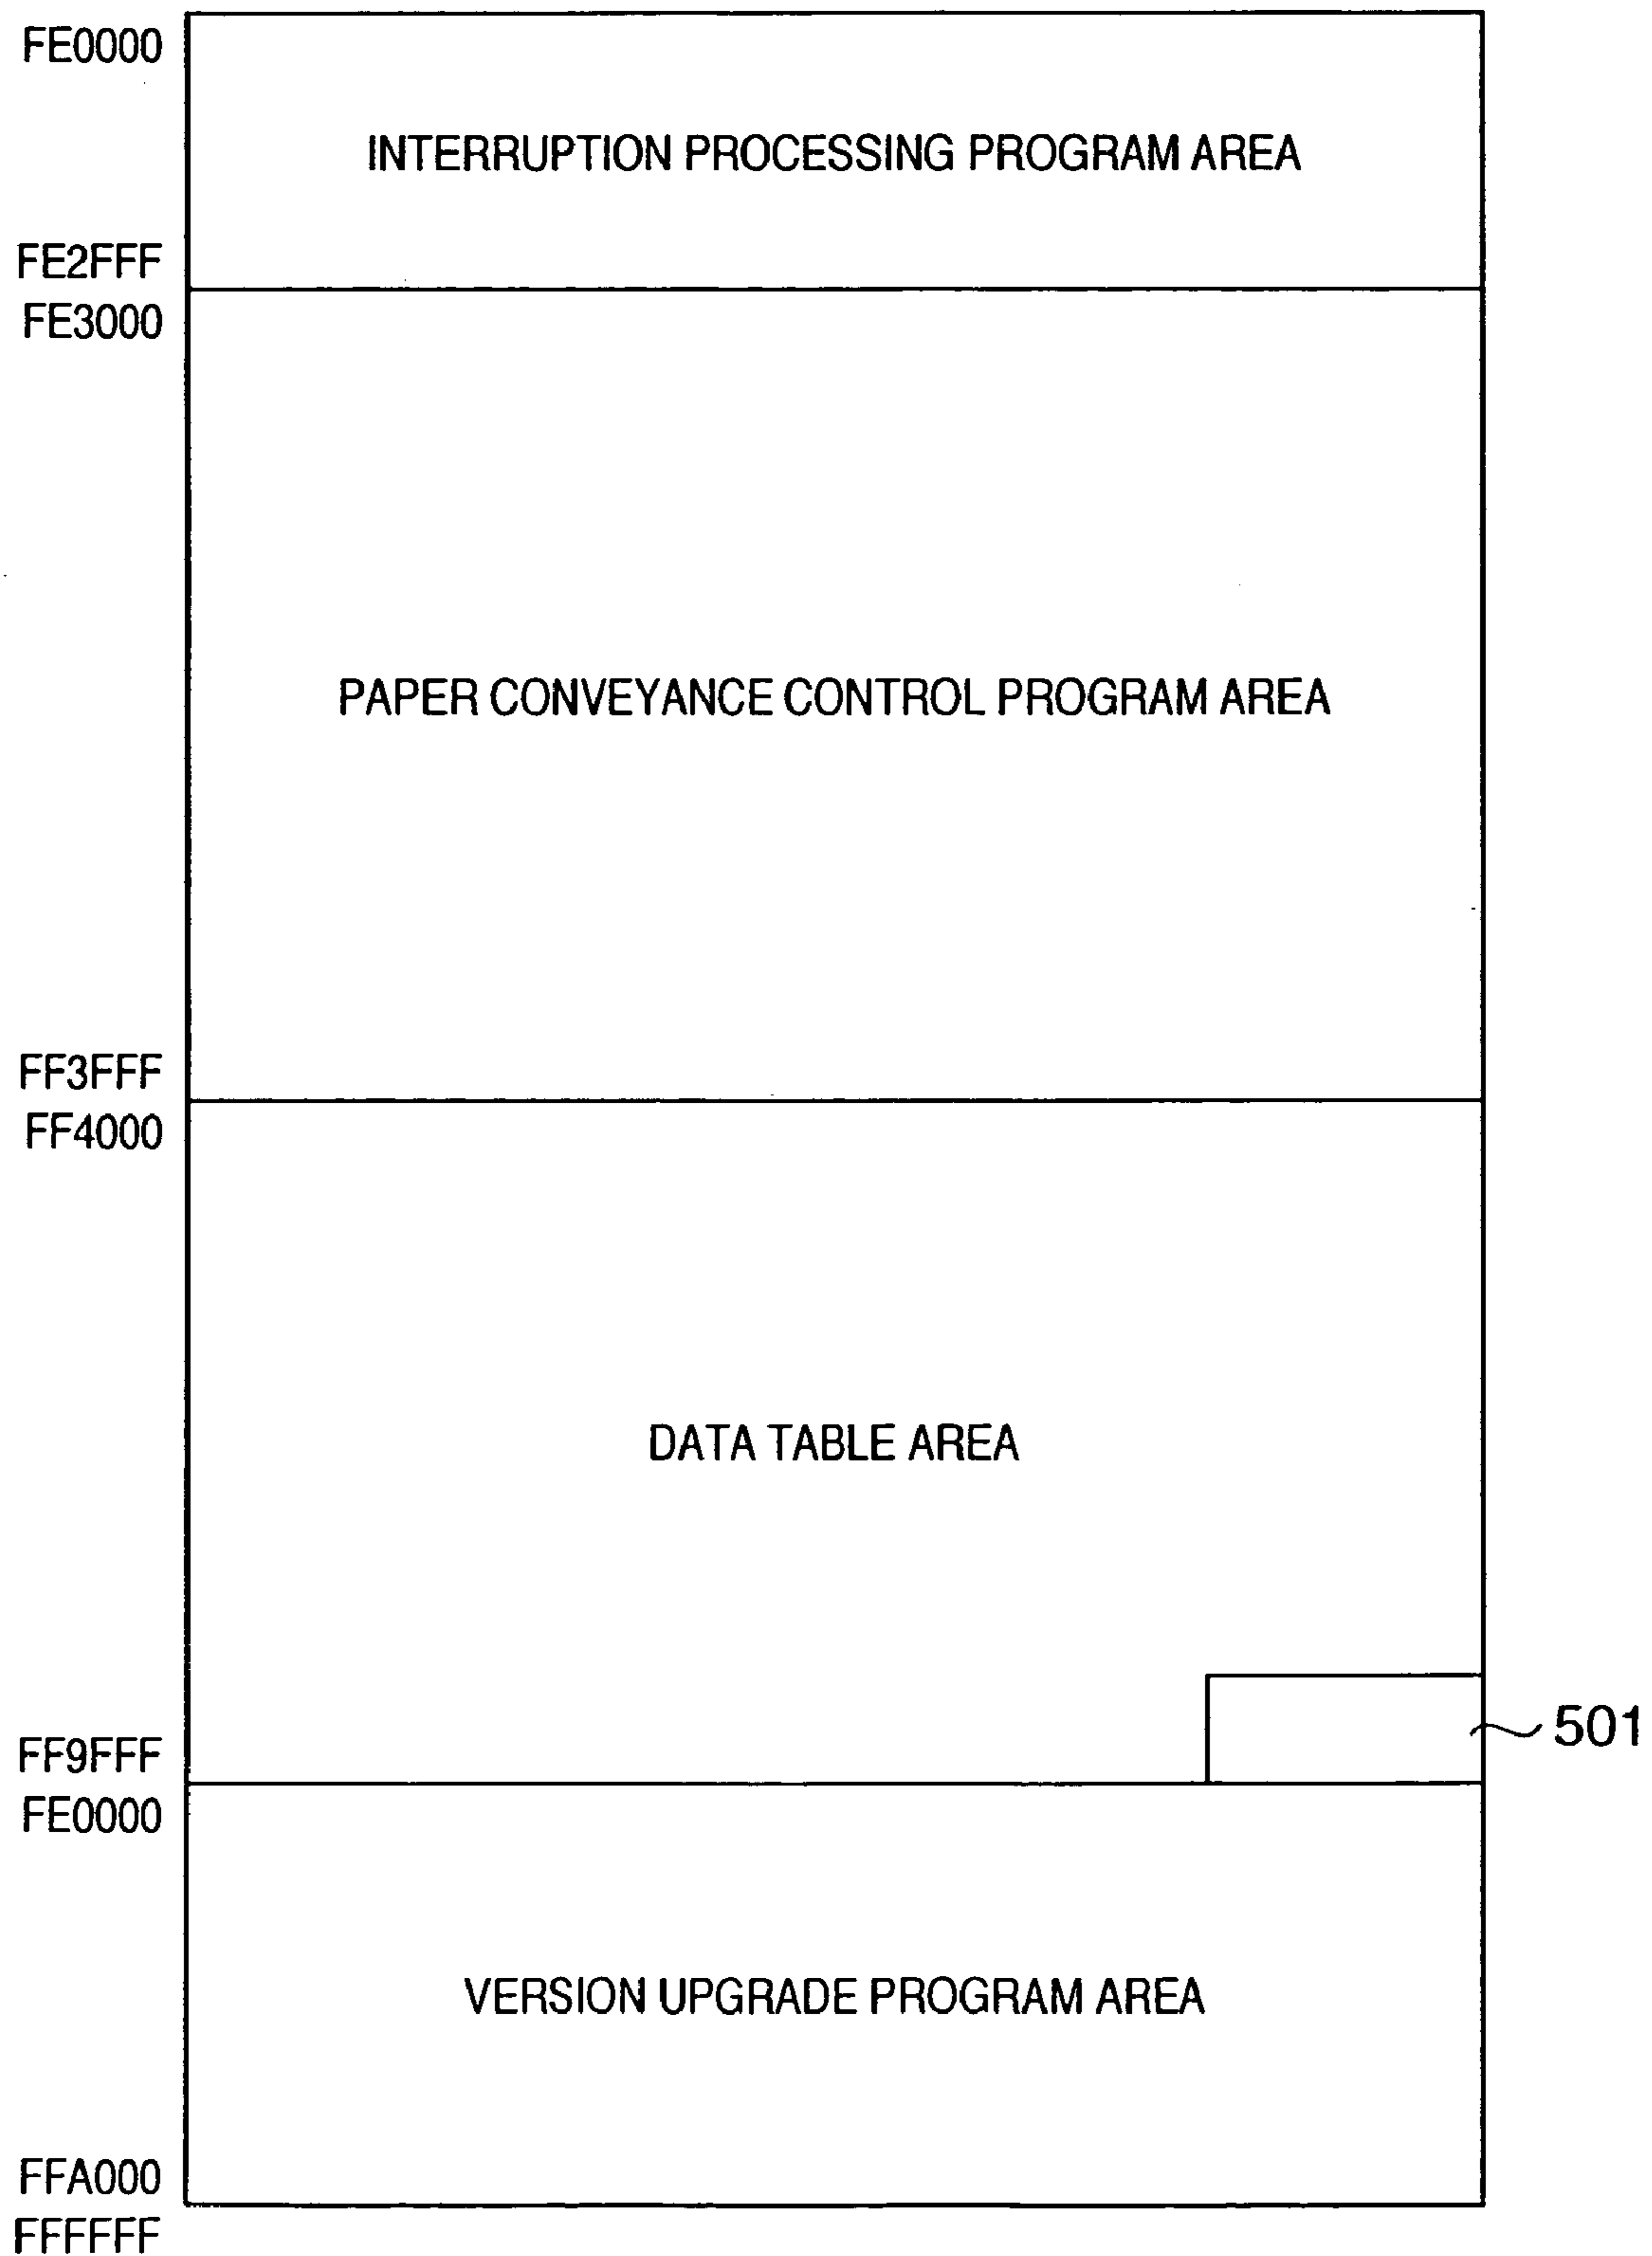 FE0000
INTERRUPTION PROCESSING PROGRAM AREA
FE2FFF
FE3000
PAPER CONVEYANCE CONTROL PROGRAM AREA
FF3FFF
FF4000
DATA TABLE AREA
501
FF9FFF
FE0000
VERSION UPGRADE PROGRAM AREA
FFA000
FFFFFF